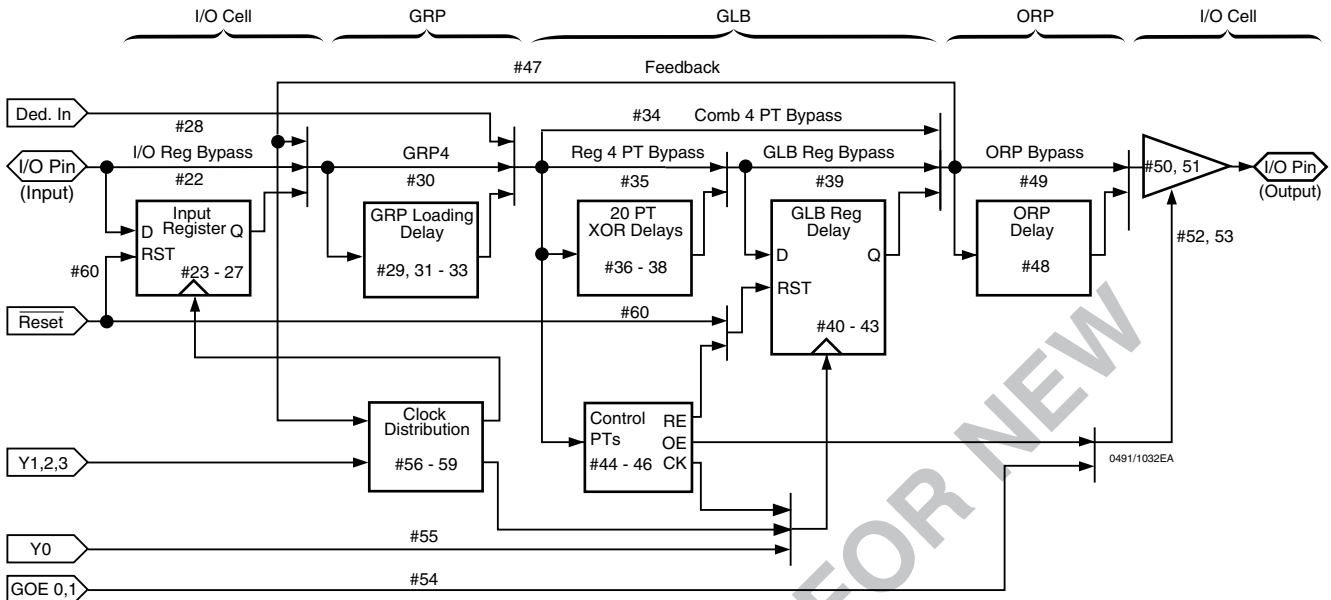 I/O Cell GRP GLB ORP I/O Cell
#47 Feedback
Ded. In
#28
#34 Comb 4 PT Bypass
I/O Pin
(Input)
I/O Reg Bypass
#22
GRP4
#30
Reg 4 PT Bypass
#35
GLB Reg Bypass
#39
ORP Bypass
#49
#50, 51
I/O Pin
(Output)
Input
Register
D
Q
RST
#23 - 27
#60
GRP Loading
Delay
#29, 31 - 33
20 PT
XOR Delays
#36 - 38
GLB Reg
Delay
D
Q
RST
#40 - 43
ORP
Delay
#48
#52, 53
Reset
#60
Clock
Distribution
#56 - 59
Control
PTs
#44 - 46
RE
OE
CK
0491/1032EA
Y1,2,3
Y0
#55
GOE 0,1
#54
FOR NEW